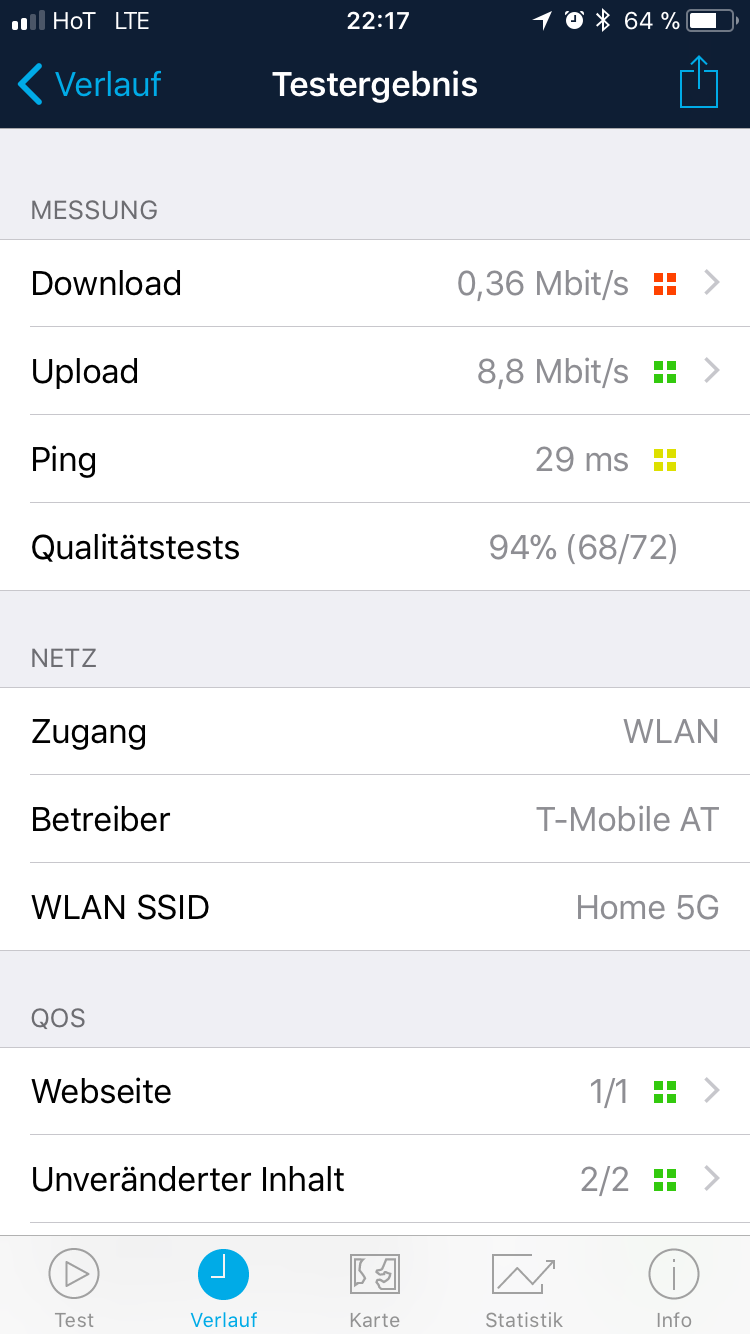 HoT LTE 22:17 64 %
Verlauf Testergebnis
MESSUNG
Download 0,36 Mbit/s
Upload 8,8 Mbit/s
Ping 29 ms
Qualitätstests 94% (68/72)
NETZ
Zugang WLAN
Betreiber T-Mobile AT
WLAN SSID Home 5G
QOS
Webseite 1/1
Unveränderter Inhalt 2/2
Test Verlauf Karte Statistik Info